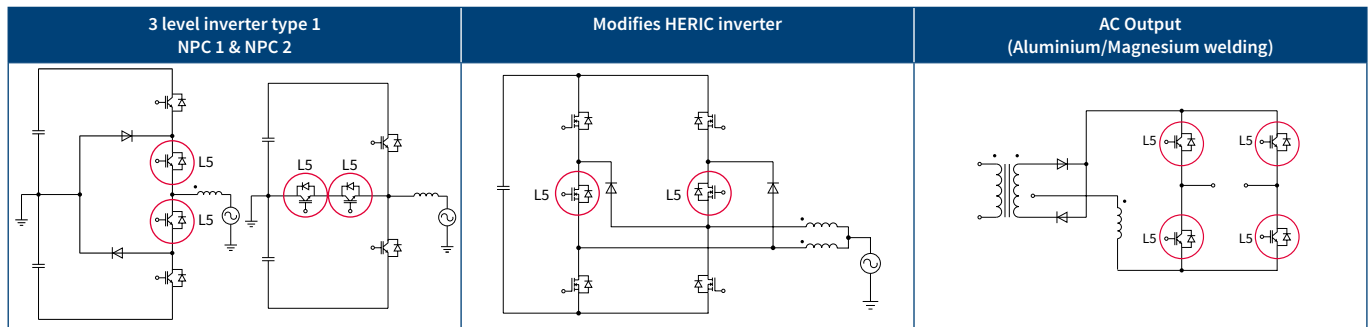 3 level inverter type 1
NPC 1 & NPC 2
Modifies HERIC inverter
AC Output
(Aluminium/Magnesium welding)
L5
L5
L5
L5
L5
L5
L5
L5
L5
L5